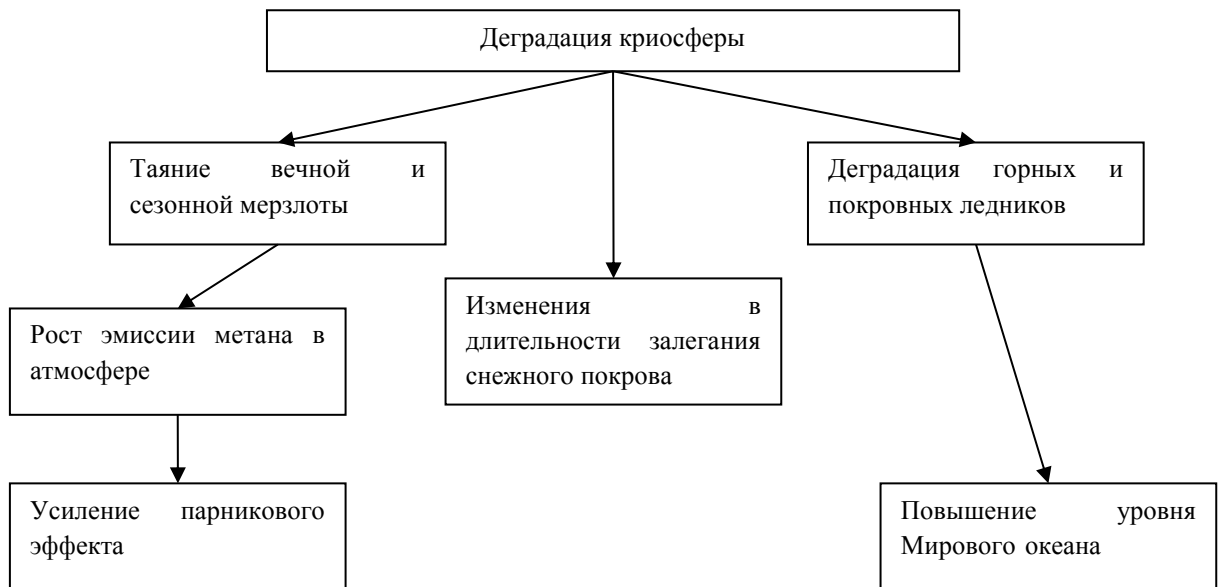 Деградация криосферы
Таяние вечной и
сезонной мерзлоты
Деградация горных и
покровных ледников
Изменения в
длительности залегания
снежного покрова
Рост эмиссии метана в
атмосфере
Усиление парникового
эффекта
Повышение уровня
Мирового океана